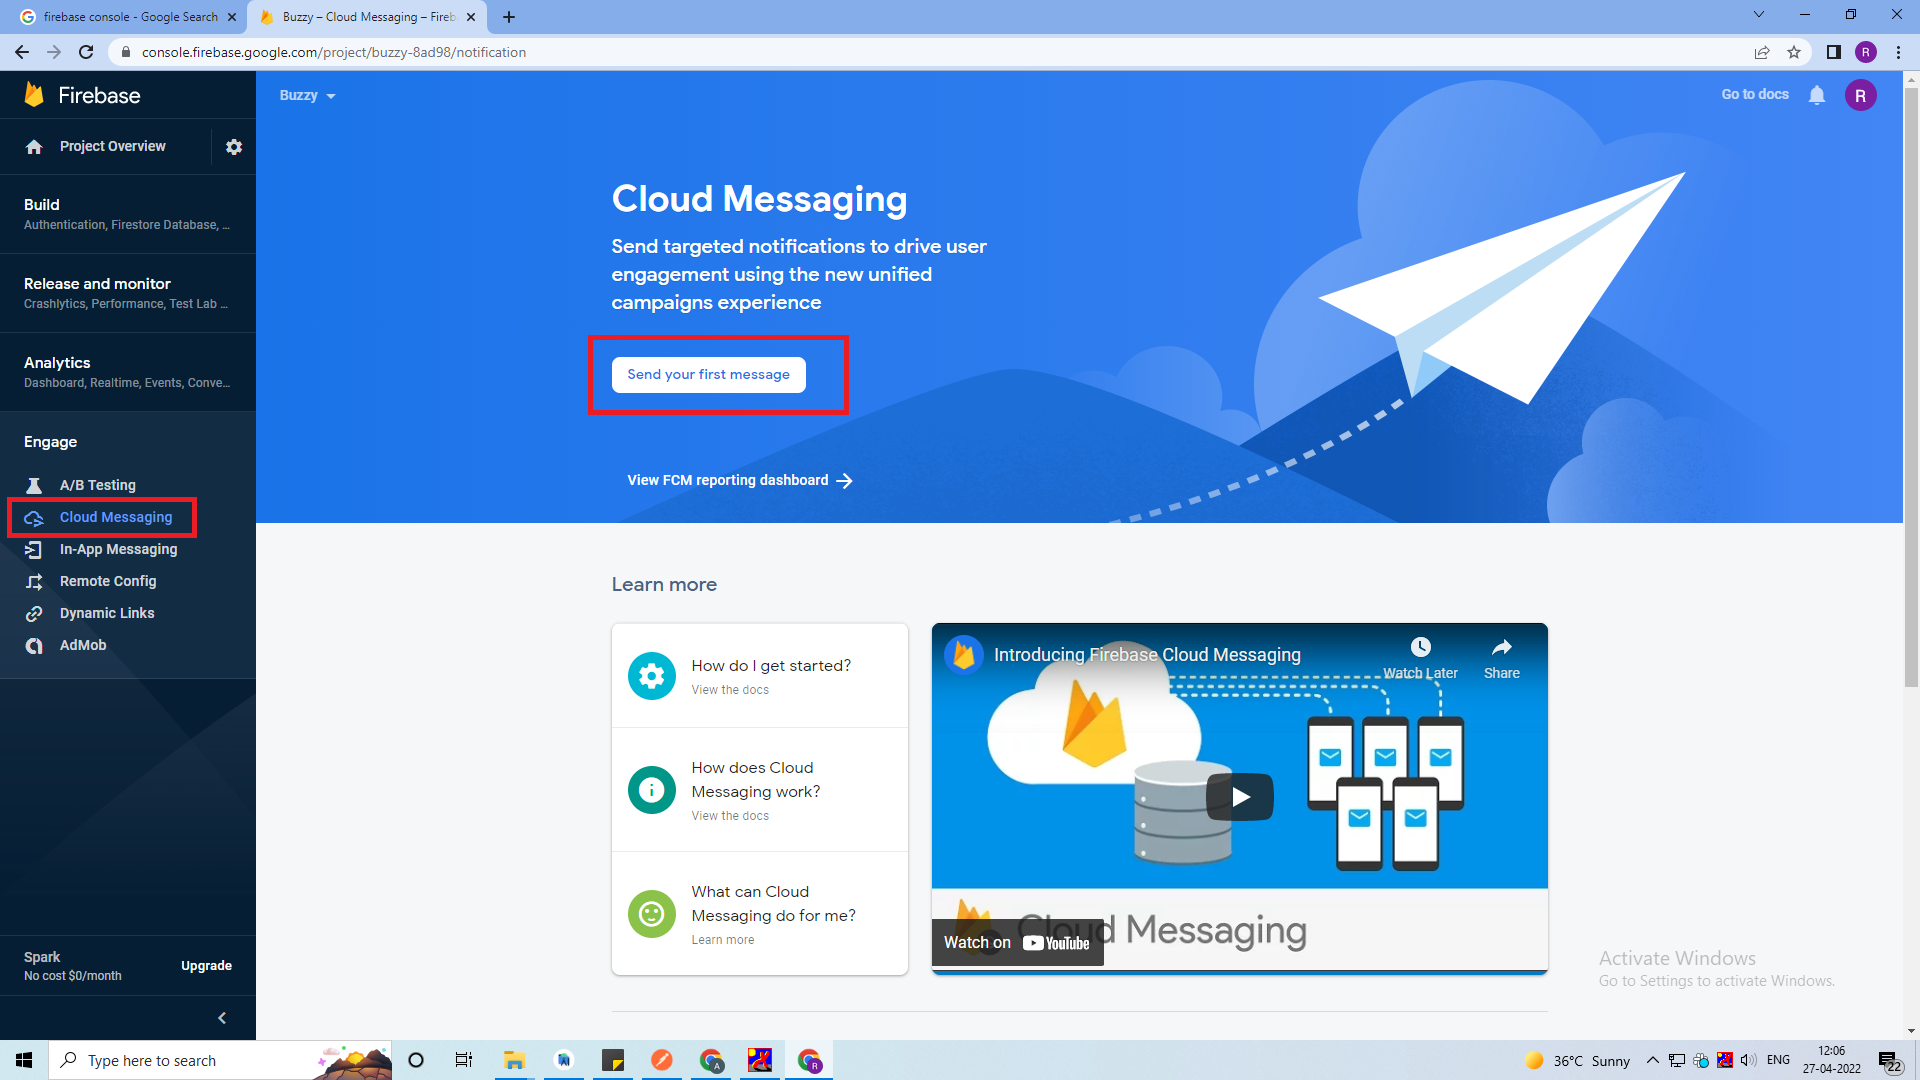 firebase console - Google Search
Buzzy – Cloud Messaging – Fireb
console.firebase.google.com/project/buzzy-8ad98/notification
R
Firebase
Buzzy
Go to docs
R
Project Overview
Build
Authentication, Firestore Database, ...
Release and monitor
Crashlytics, Performance, Test Lab ...
Analytics
Dashboard, Realtime, Events, Conve...
Engage
A/B Testing
Cloud Messaging
In-App Messaging
Remote Config
Dynamic Links
AdMob
Spark
No cost $0/month
Upgrade
Cloud Messaging
Send targeted notifications to drive user
engagement using the new unified
campaigns experience
Send your first message
View FCM reporting dashboard
Learn more
How do I get started?
View the docs
How does Cloud
Messaging work?
View the docs
What can Cloud
Messaging do for me?
Learn more
Introducing Firebase Cloud Messaging
Watch Later
Share
Cloud Messaging
Watch on YouTube
Activate Windows
Go to Settings to activate Windows.
Type here to search
A
R
36°C Sunny
ENG
12:06
27-04-2022
22